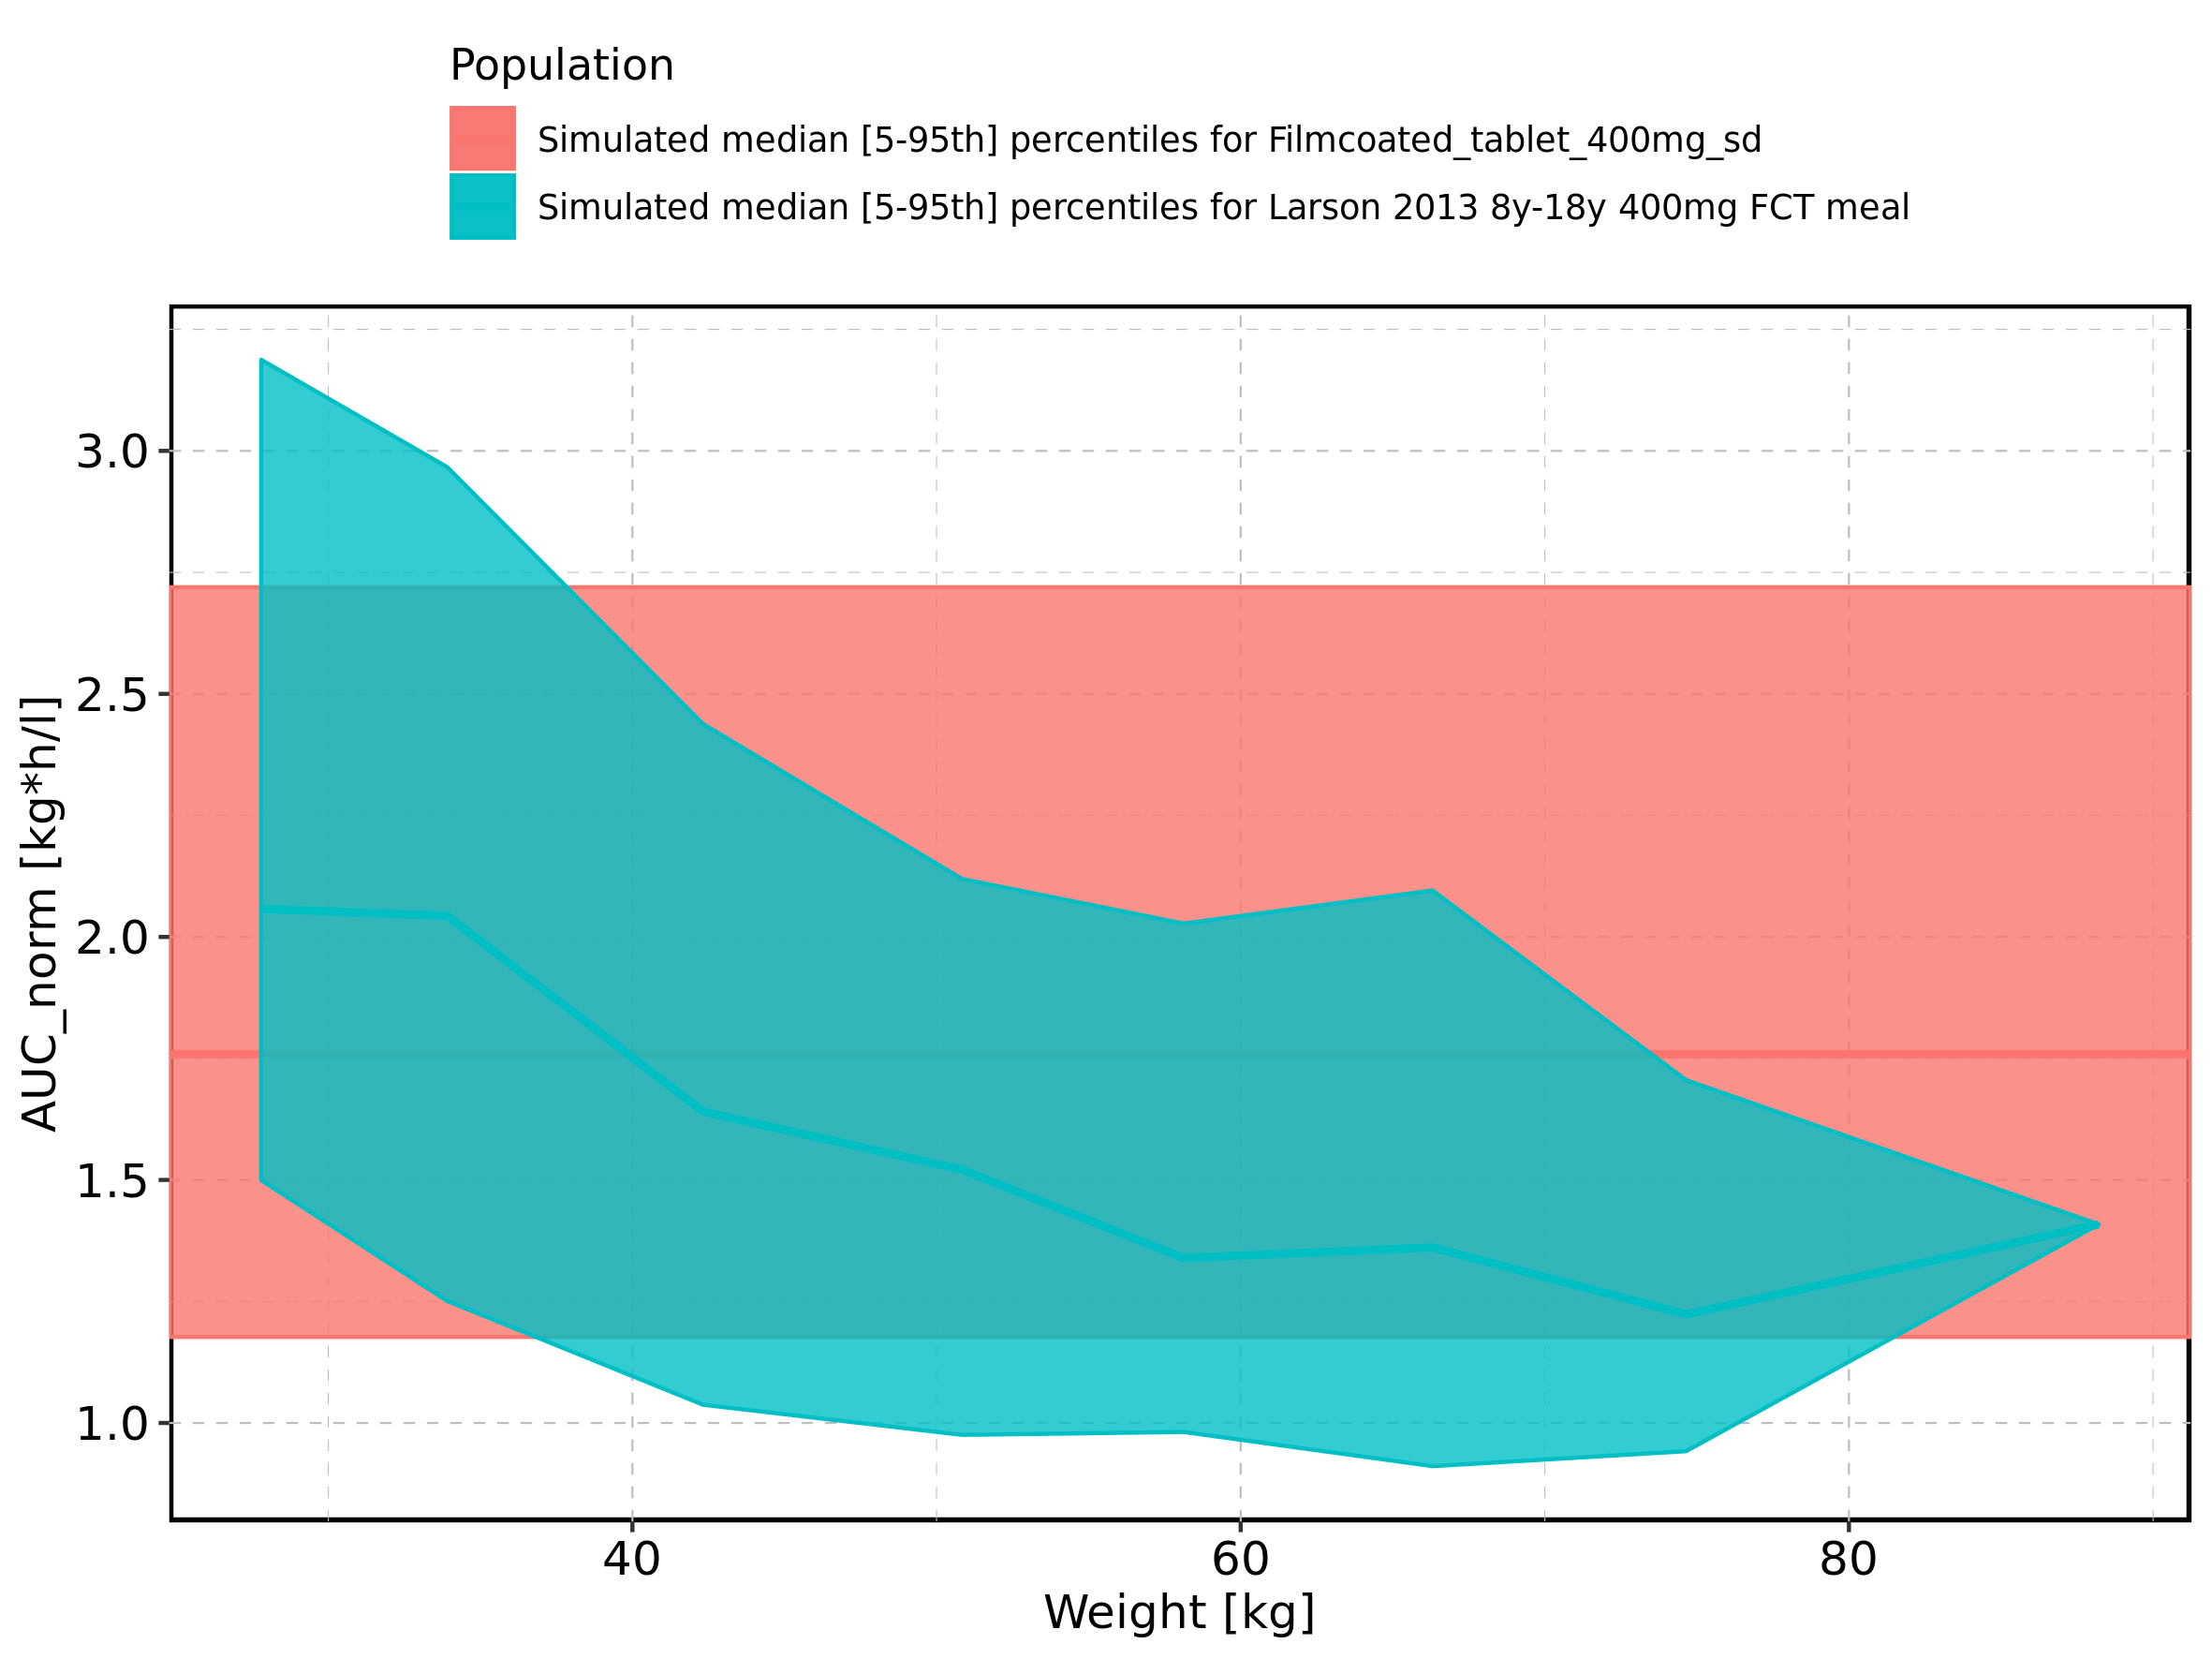 Population
Simulated median [5-95th] percentiles for Filmcoated_tablet_400mg_sd
Simulated median [5-95th] percentiles for Larson 2013 8y-18y 400mg FCT meal
AUC_norm [kg*h/l]
3.0
2.5
2.0
1.5
1.0
40 60 80
Weight [kg]